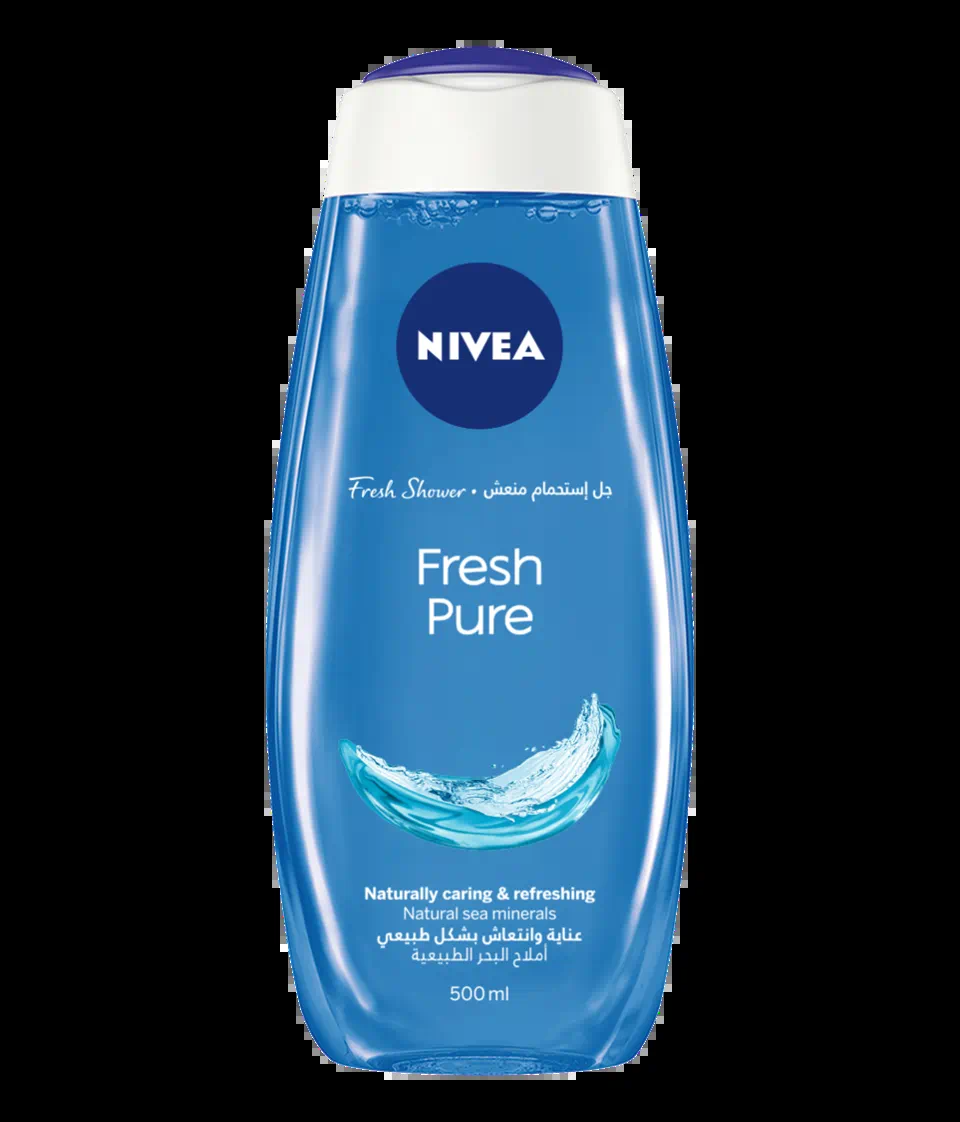 NIVEA
Fresh Shower • جل إستحمام منعش
Fresh
Pure
Naturally caring & refreshing
Natural sea minerals
عناية وانتعاش بشكل طبيعي
أملاح البحر الطبيعية
500 ml